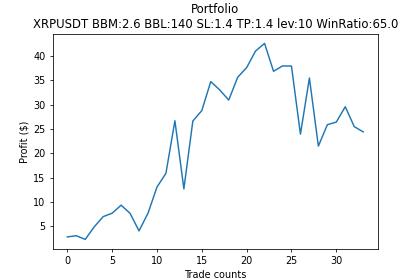 Portfolio
XRPUSDT BBM:2.6 BBL:140 SL:1.4 TP:1.4 lev:10 WinRatio:65.0
40
35
30
25
20
15
10
5
Profit ($)
0 5 10 15 20 25 30
Trade counts